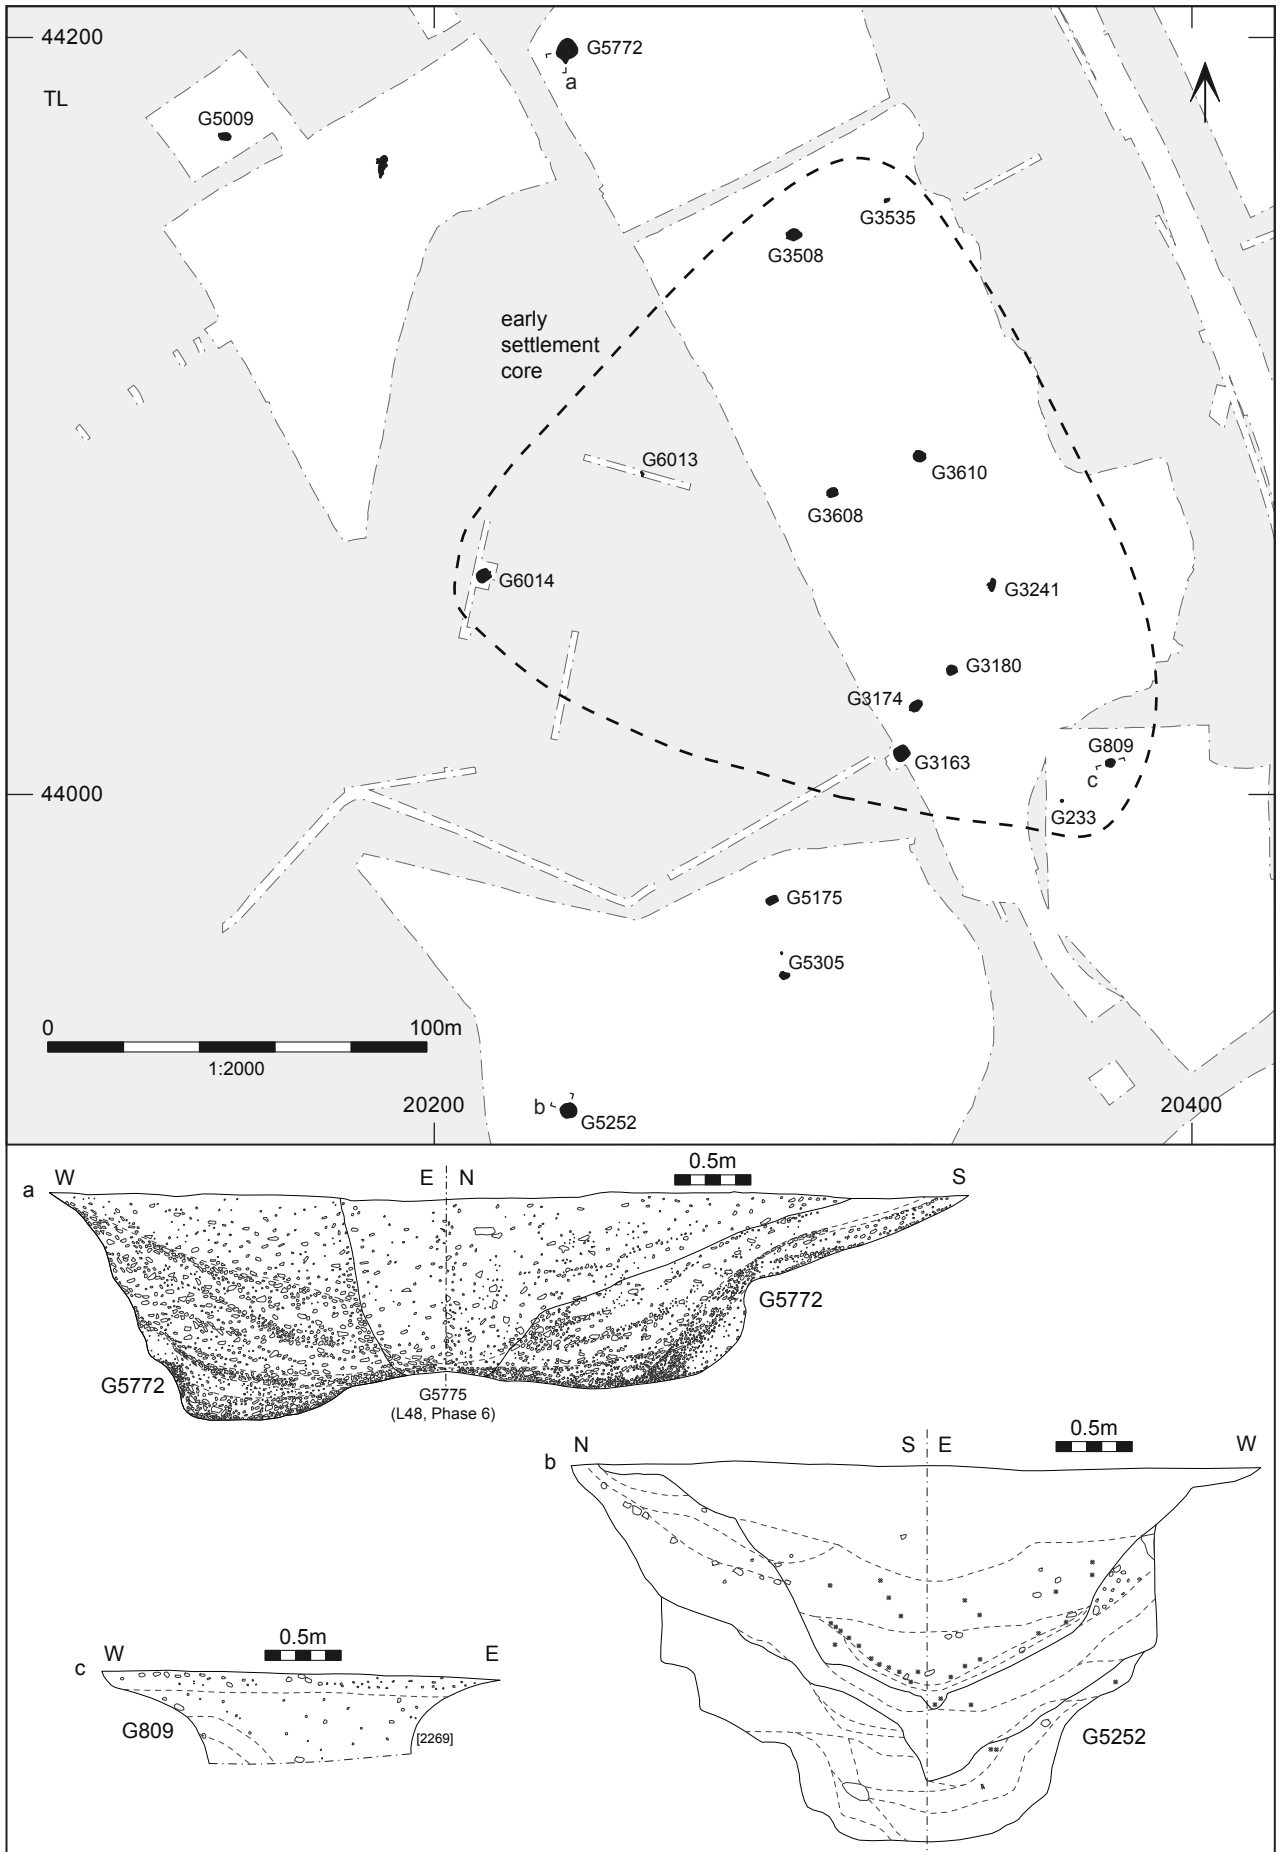 44200
TL
G5772
a
G5009
G3535
G3508
early
settlement
core
G6013
G3610
G3608
G6014
G3241
G3180
G3174
G3163
G809
c
44000
G233
G5175
G5305
0 100m
1:2000
20200
20400
b
G5252
a W E N 0.5m S
G5772
G5772
G5775
(L48, Phase 6)
0.5m
b N S E W
G5252
0.5m
c W E
G809
[2269]